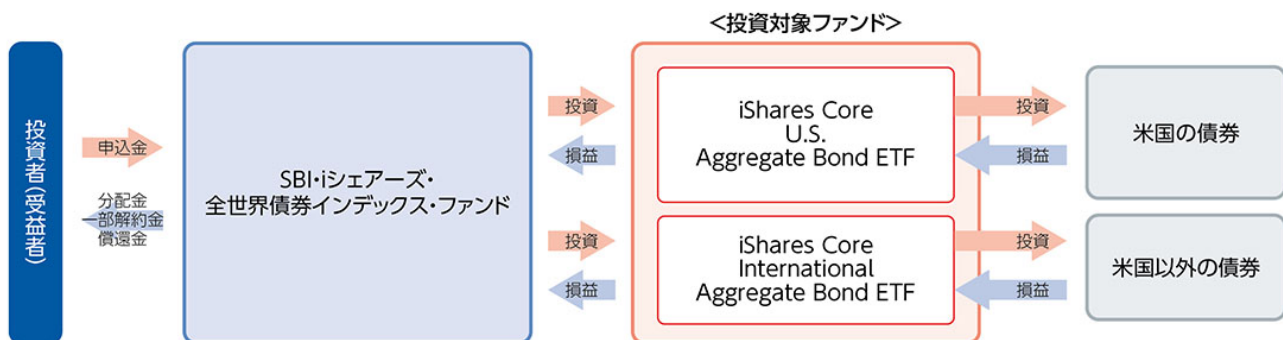 <投資対象ファンド>
投資者(受益者)
申込金
分配金
一部解約金
償還金
SBI・iシェアーズ・
全世界債券インデックス・ファンド
投資
損益
投資
損益
iShares Core
U.S.
Aggregate Bond ETF
iShares Core
International
Aggregate Bond ETF
投資
損益
投資
損益
米国の債券
米国以外の債券